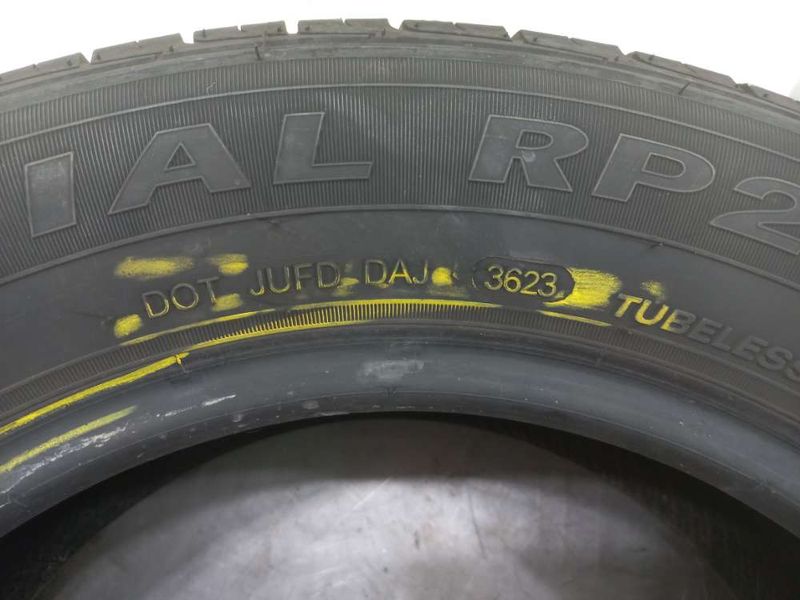 IAL RP2
DOT JUFD DAJ 3623 TUBELESS